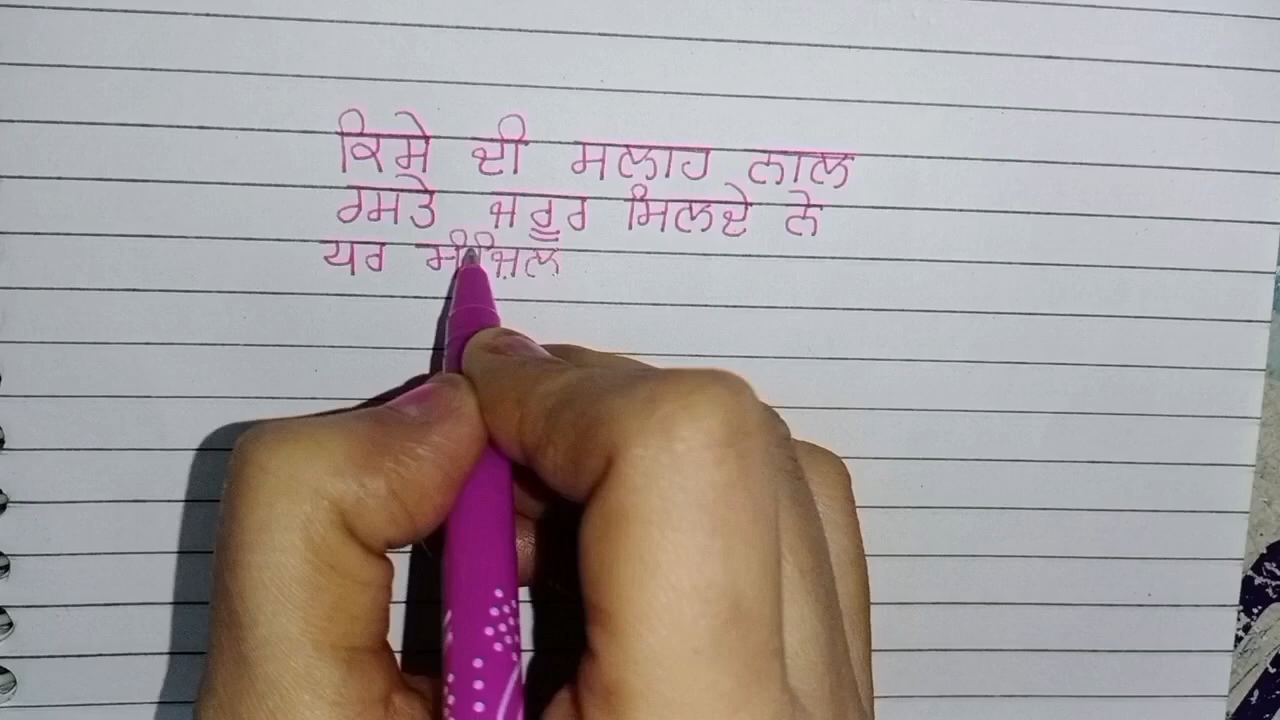 ਕਿਸੇ ਦੀ ਸਲਾਹ ਨਾਲ
ਰਸਤੇ ਜ਼ਰੂਰ ਮਿਲਦੇ ਨੇ
ਪਰ ਮੰਜ਼ਿਲ